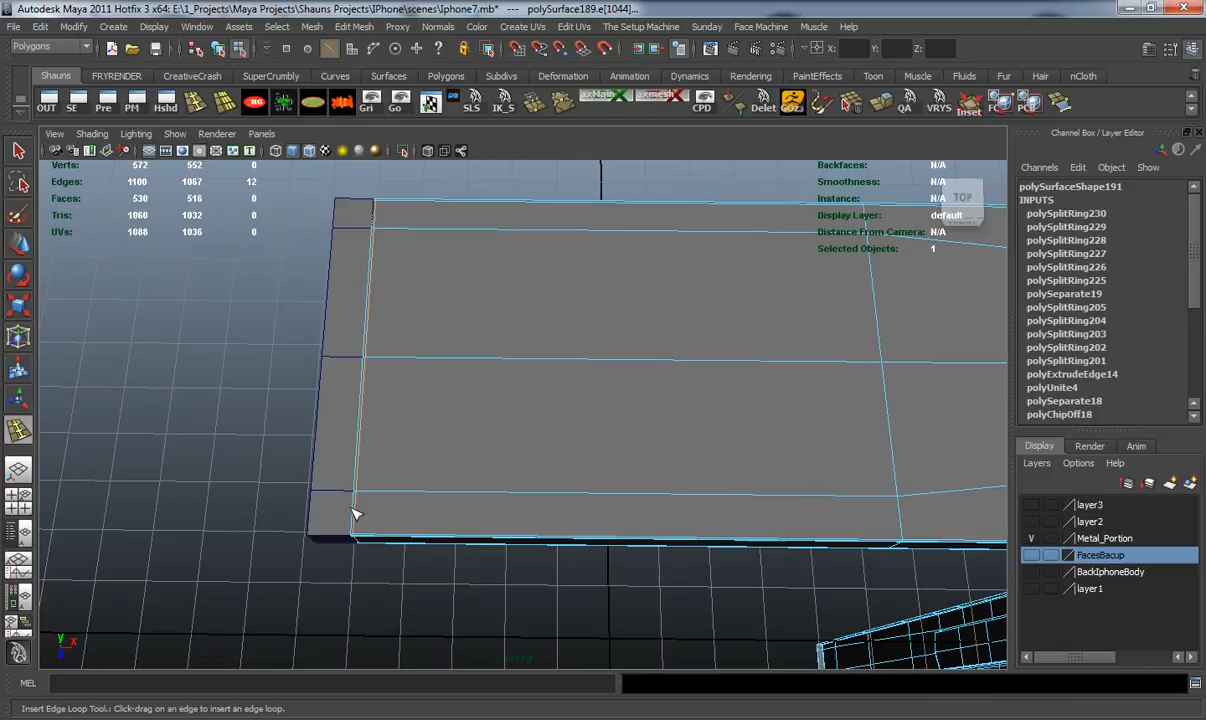 Autodesk Maya 2011 Hotfix 3 x64: E:\1_Projects\Maya Projects\Shauns Projects\IPhone\scenes\Iphone7.mb* --- polySurface189.e[1044]...
File Edit Modify Create Display Window Assets Select Mesh Edit Mesh Proxy Normals Color Create UVs Edit UVs The Setup Machine Sunday Face Machine Muscle Help
Polygons X: Y: Z:
Shauns FRYRENDER CreativeCrash SuperCrumbly Curves Surfaces Polygons Subdivs Deformation Animation Dynamics Rendering PaintEffects Toon Muscle Fluids Fur Hair nCloth
OUT SE Pre PM Hshd Gri Go SLS IK_S axMain axmesh CPD Delet GOz3 QA VRYS Inset
View Shading Lighting Show Renderer Panels
Channel Box / Layer Editor
Channels Edit Object Show
Verts: 572 552 0
Edges: 1100 1067 12
Faces: 530 516 0
Tris: 1060 1032 0
UVs: 1088 1036 0
Backfaces: N/A
Smoothness: N/A
Instance: N/A
Display Layer: default
Distance From Camera: N/A
Selected Objects: 1
TOP
polySurfaceShape191
INPUTS
polySplitRing230
polySplitRing229
polySplitRing228
polySplitRing227
polySplitRing226
polySplitRing225
polySeparate19
polySplitRing205
polySplitRing204
polySplitRing203
polySplitRing202
polySplitRing201
polyExtrudeEdge14
polyUnite4
polySeparate18
polyChipOff18
Display Render Anim
Layers Options Help
layer3
layer2
V Metal_Portion
FacesBacup
BackIphoneBody
layer1
y x
persp
MEL
Insert Edge Loop Tool: Click-drag on an edge to insert an edge loop.